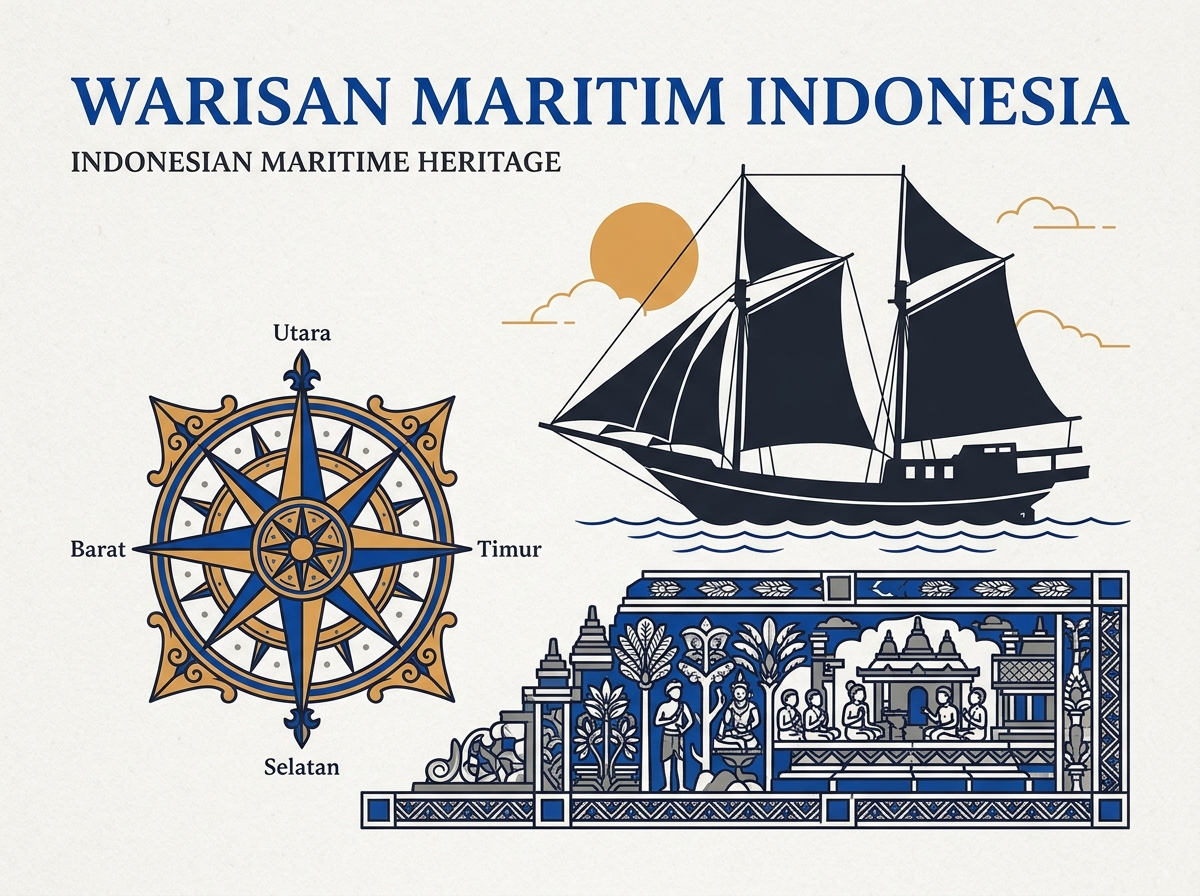 WARISAN MARITIM INDONESIA
INDONESIAN MARITIME HERITAGE
Utara
Barat
Timur
Selatan